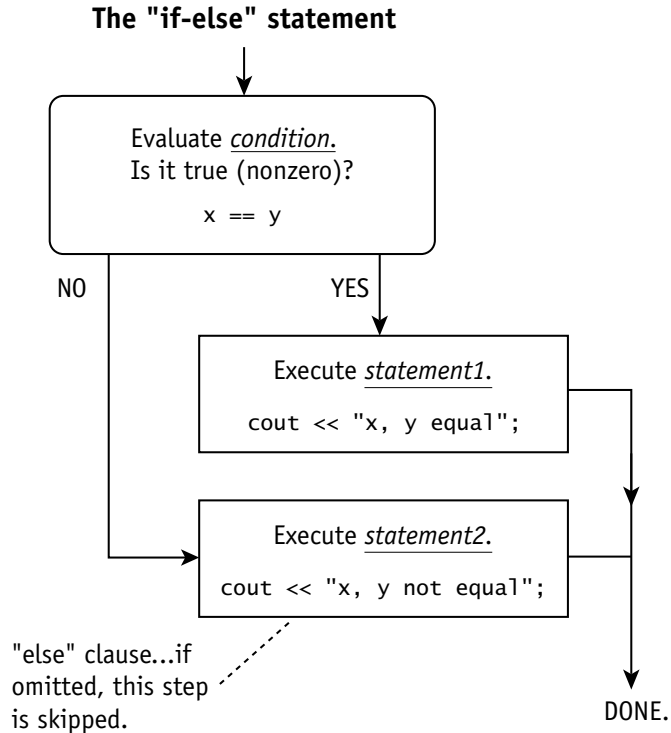 The "if-else" statement
Evaluate condition.
Is it true (nonzero)?
x == y
NO
YES
Execute statement1.
cout << "x, y equal";
Execute statement2.
cout << "x, y not equal";
"else" clause...if
omitted, this step
is skipped.
DONE.